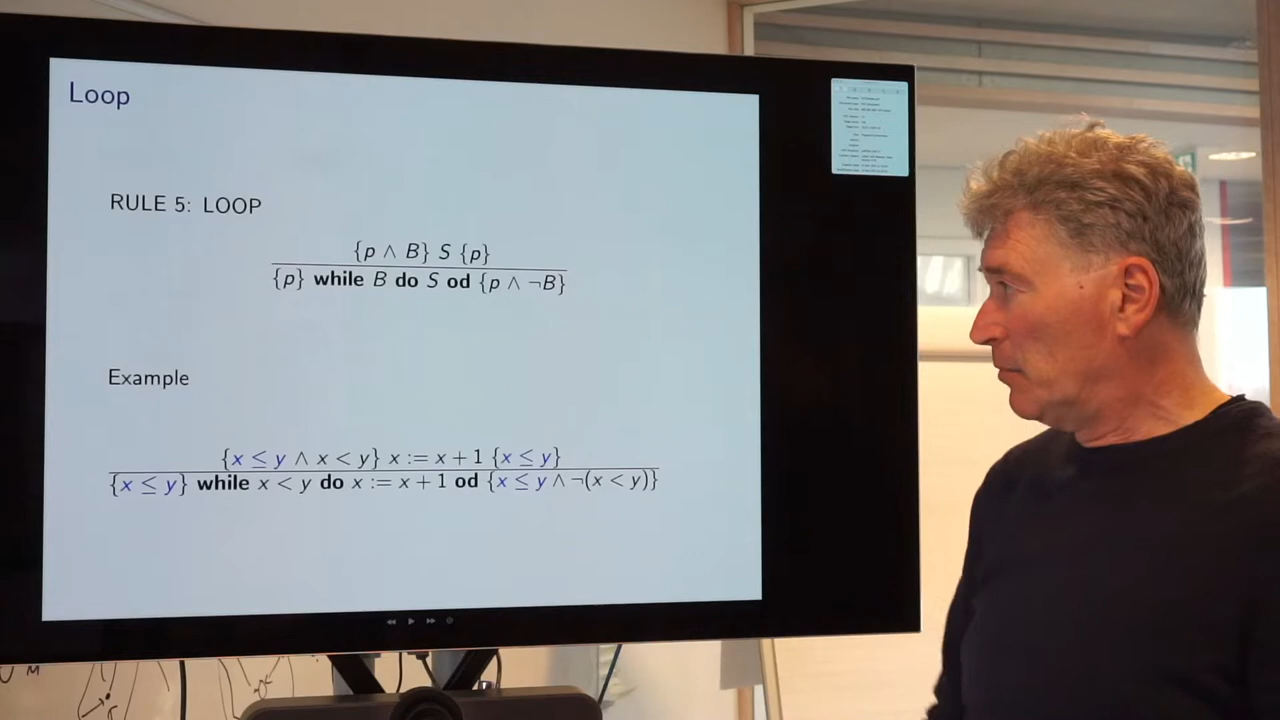 Loop
RULE 5: LOOP
{p ∧ B} S {p}
{p} while B do S od {p ∧ ¬B}
Example
{x ≤ y ∧ x < y} x := x + 1 {x ≤ y}
{x ≤ y} while x < y do x := x + 1 od {x ≤ y ∧ ¬(x < y)}